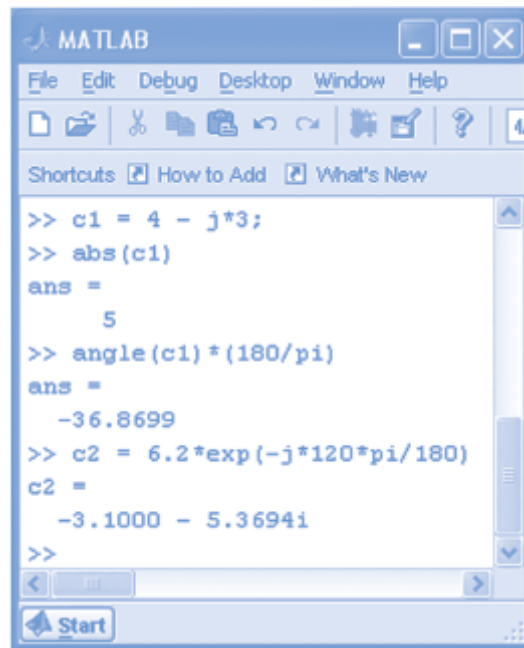 MATLAB
File Edit Debug Desktop Window Help
Shortcuts How to Add What's New
>> c1 = 4 - j*3;
>> abs(c1)
ans =
5
>> angle(c1)*(180/pi)
ans =
-36.8699
>> c2 = 6.2*exp(-j*120*pi/180)
c2 =
-3.1000 - 5.3694i
>>
Start